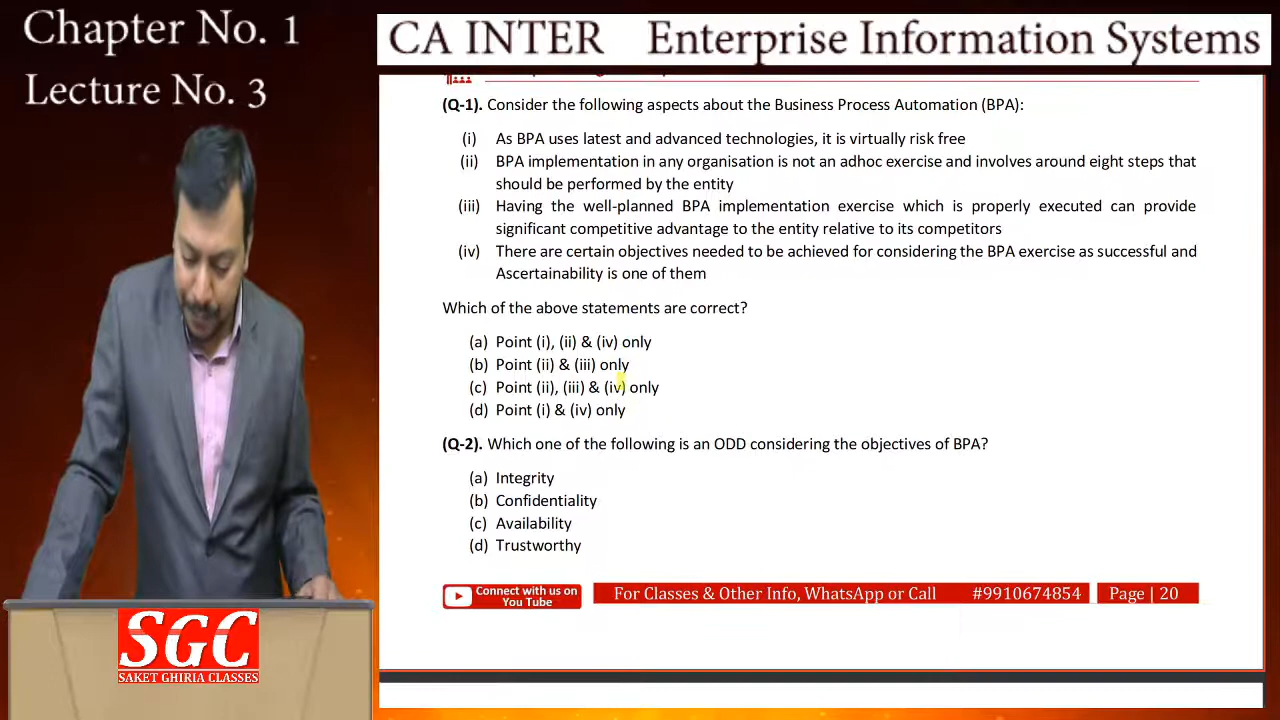 Chapter No. 1
Lecture No. 3
CA INTER Enterprise Information Systems
(Q-1). Consider the following aspects about the Business Process Automation (BPA):
(i) As BPA uses latest and advanced technologies, it is virtually risk free
(ii) BPA implementation in any organisation is not an adhoc exercise and involves around eight steps that
should be performed by the entity
(iii) Having the well-planned BPA implementation exercise which is properly executed can provide
significant competitive advantage to the entity relative to its competitors
(iv) There are certain objectives needed to be achieved for considering the BPA exercise as successful and
Ascertainability is one of them
Which of the above statements are correct?
(a) Point (i), (ii) & (iv) only
(b) Point (ii) & (iii) only
(c) Point (ii), (iii) & (iv) only
(d) Point (i) & (iv) only
(Q-2). Which one of the following is an ODD considering the objectives of BPA?
(a) Integrity
(b) Confidentiality
(c) Availability
(d) Trustworthy
Connect with us on
You Tube
For Classes & Other Info, WhatsApp or Call #9910674854
Page | 20
SGC
SAKET GHIRIA CLASSES